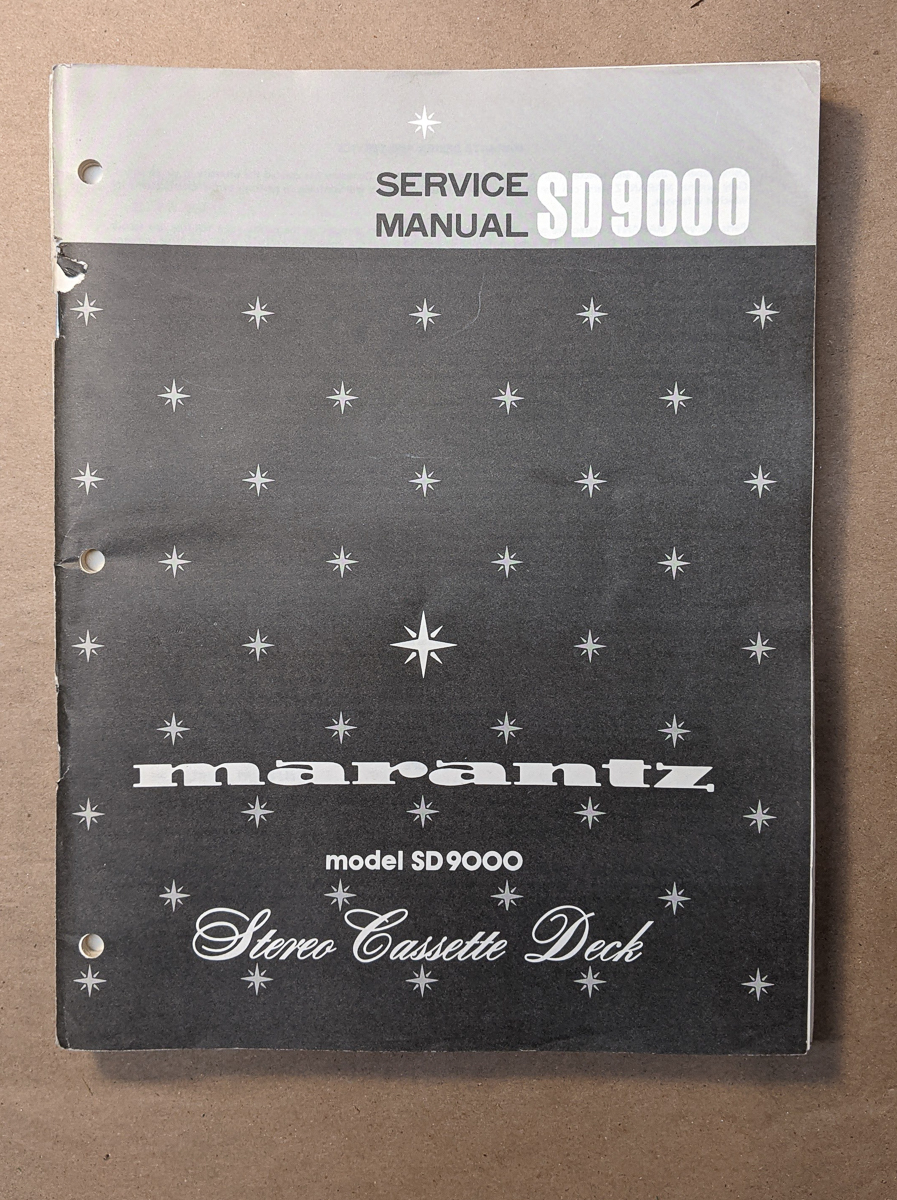 SERVICE
MANUAL SD9000
marantz
model SD9000
Stereo Cassette Deck